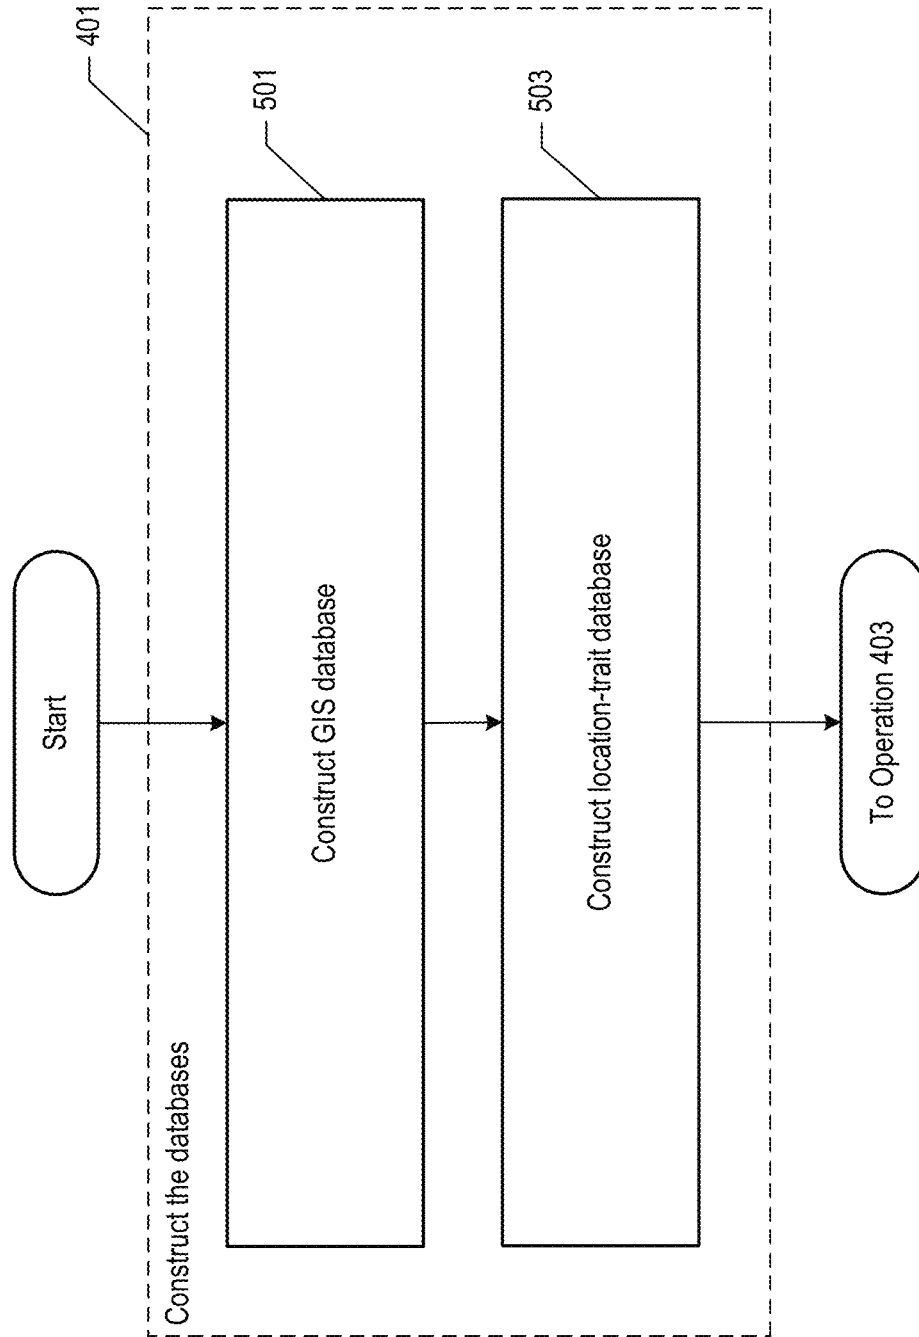 Start
401
Construct the databases
501
Construct GIS database
503
Construct location-trait database
To Operation 403